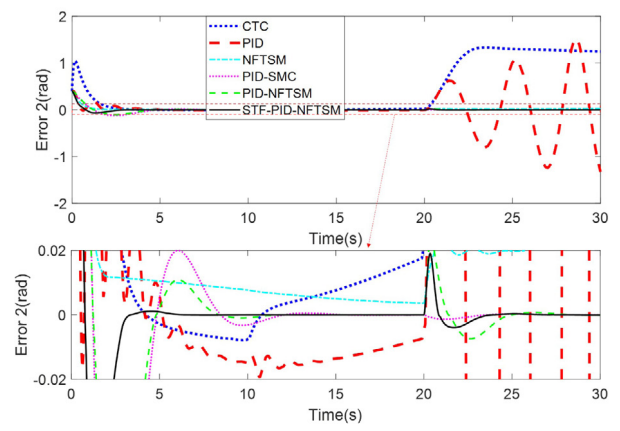 2
1
0
-1
-2
Error 2(rad)
CTC
PID
NFTSM
PID-SMC
PID-NFTSM
STF-PID-NFTSM
0 5 10 15 20 25 30
Time(s)
0.02
0
-0.02
Error 2(rad)
0 5 10 15 20 25 30
Time(s)